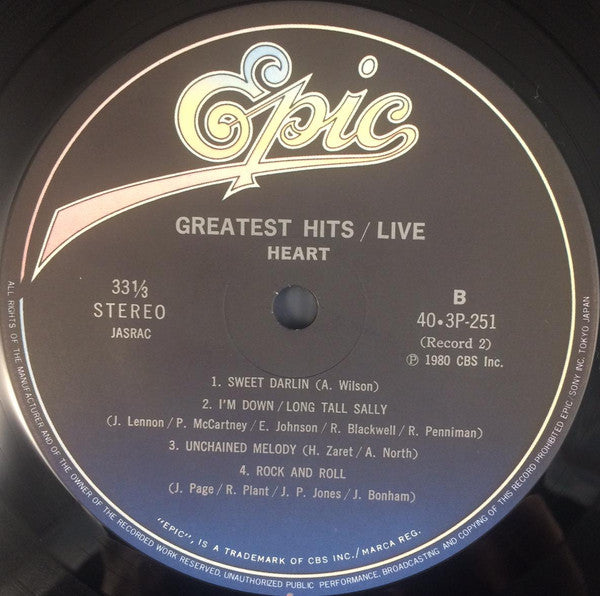 Epic
GREATEST HITS / LIVE
HEART
33⅓
STEREO
JASRAC
B
40・3P-251
(Record 2)
Ⓟ 1980 CBS Inc.
1. SWEET DARLIN (A. Wilson)
2. I'M DOWN / LONG TALL SALLY
(J. Lennon / P. McCartney / E. Johnson / R. Blackwell / R. Penniman)
3. UNCHAINED MELODY (H. Zaret / A. North)
4. ROCK AND ROLL
(J. Page / R. Plant / J. P. Jones / J. Bonham)
"EPIC", IS A TRADEMARK OF CBS INC. / MARCA REG.
ALL RIGHTS OF THE MANUFACTURER AND OF THE OWNER OF THE RECORDED WORK RESERVED. UNAUTHORIZED PUBLIC PERFORMANCE, BROADCASTING AND COPYING OF THIS RECORD PROHIBITED EPIC/SONY INC. TOKYO JAPAN